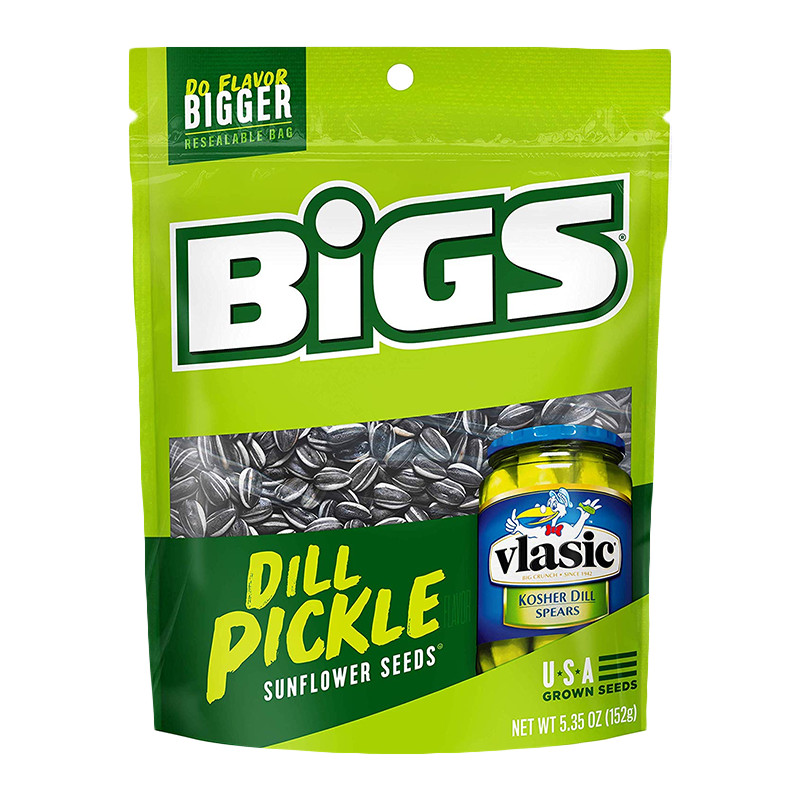 DO FLAVOR
BIGGER
RESEALABLE BAG
BiGS®
vlasic®
BIG CRUNCH • SINCE 1942
KOSHER DILL
SPEARS
DILL
PICKLE
FLAVOR
SUNFLOWER SEEDS
U★S★A
GROWN SEEDS
NET WT 5.35 OZ (152g)